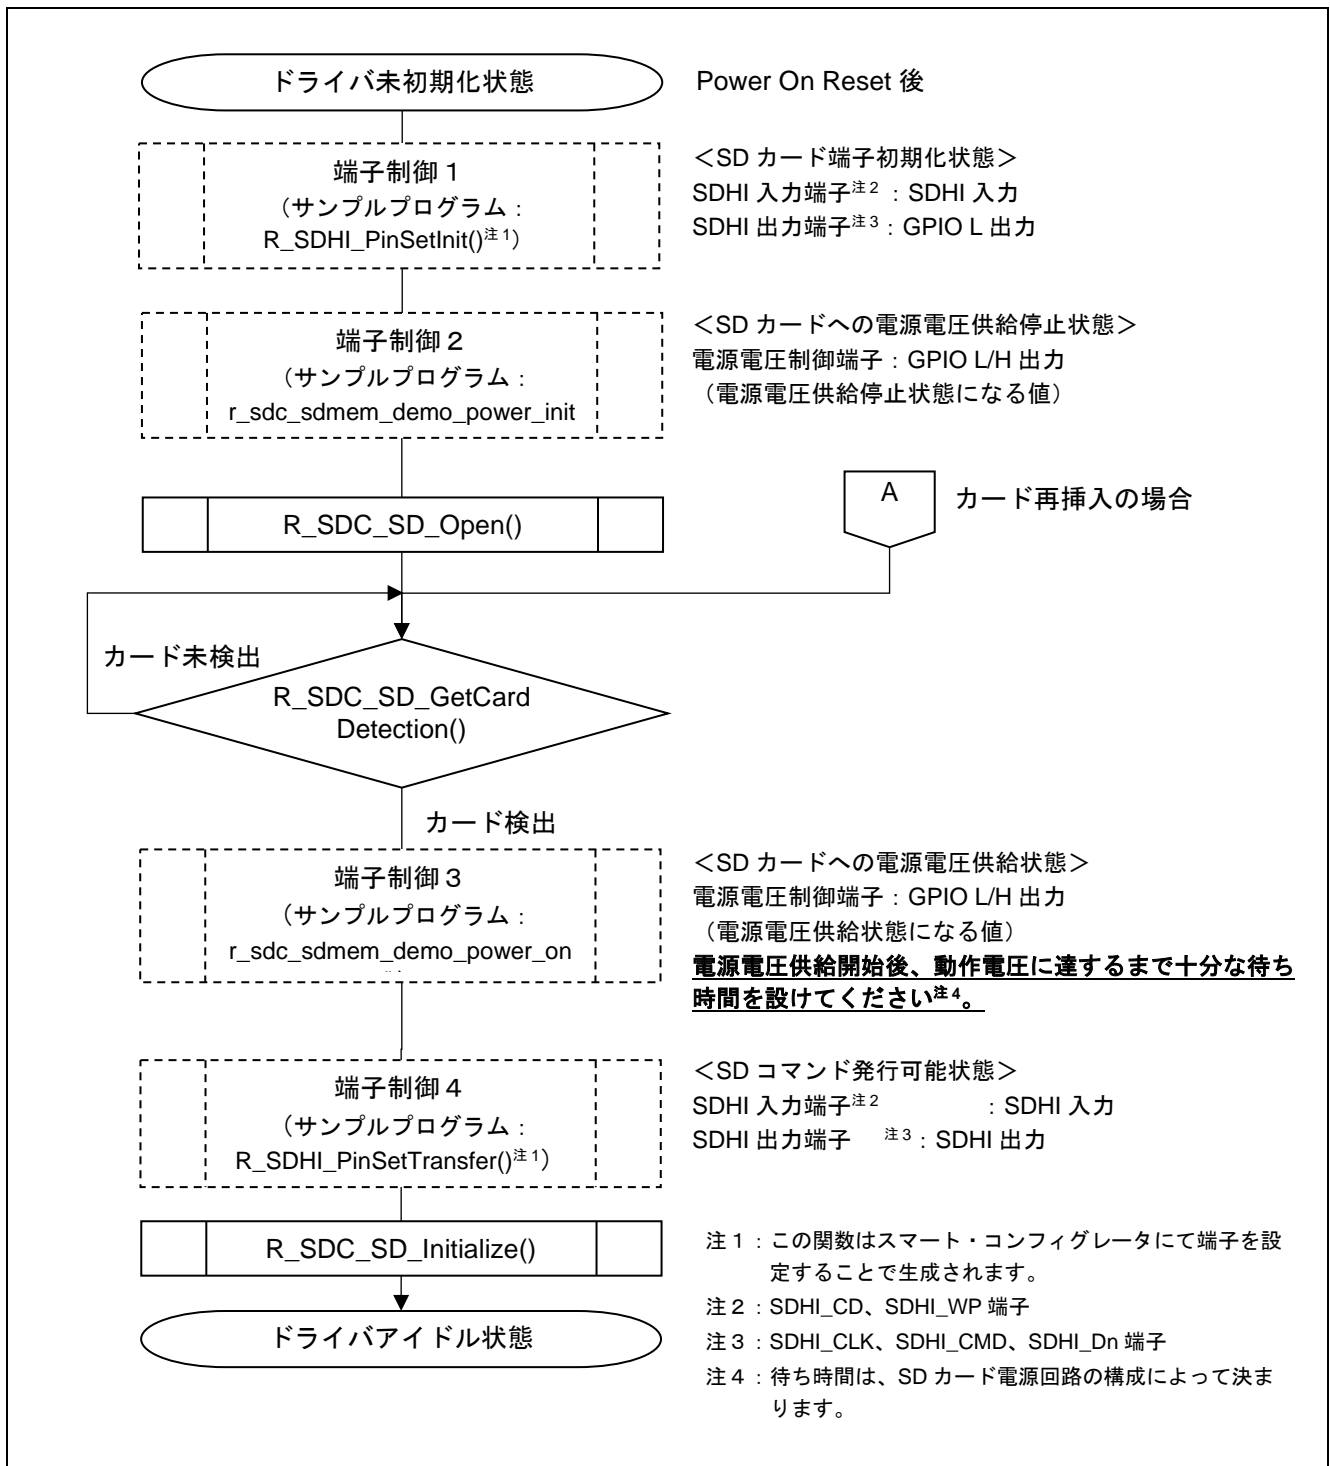 ドライバ未初期化状態
Power On Reset 後
端子制御１
（サンプルプログラム：
R_SDHI_PinSetInit()注１）
＜SD カード端子初期化状態＞
SDHI 入力端子注２：SDHI 入力
SDHI 出力端子注３：GPIO L 出力
端子制御２
（サンプルプログラム：
r_sdc_sdmem_demo_power_init
＜SD カードへの電源電圧供給停止状態＞
電源電圧制御端子：GPIO L/H 出力
（電源電圧供給停止状態になる値）
R_SDC_SD_Open()
A
カード再挿入の場合
カード未検出
R_SDC_SD_GetCard
Detection()
カード検出
端子制御３
（サンプルプログラム：
r_sdc_sdmem_demo_power_on
＜SD カードへの電源電圧供給状態＞
電源電圧制御端子：GPIO L/H 出力
（電源電圧供給状態になる値）
電源電圧供給開始後、動作電圧に達するまで十分な待ち
時間を設けてください注４。
端子制御４
（サンプルプログラム：
R_SDHI_PinSetTransfer()注１）
＜SD コマンド発行可能状態＞
SDHI 入力端子注２ ：SDHI 入力
SDHI 出力端子 注３：SDHI 出力
R_SDC_SD_Initialize()
ドライバアイドル状態
注１：この関数はスマート・コンフィグレータにて端子を設
定することで生成されます。
注２：SDHI_CD、SDHI_WP 端子
注３：SDHI_CLK、SDHI_CMD、SDHI_Dn 端子
注４：待ち時間は、SD カード電源回路の構成によって決ま
ります。